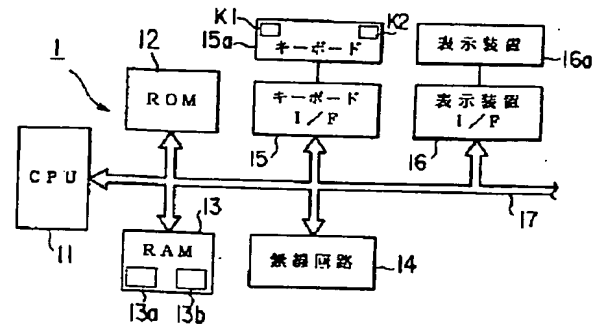 K1
K2
15a
キーボード
表示装置
16a
1
12
ROM
キーボード
I/F
15
表示装置
I/F
16
CPU
11
17
13
RAM
13a
13b
無線回路
14